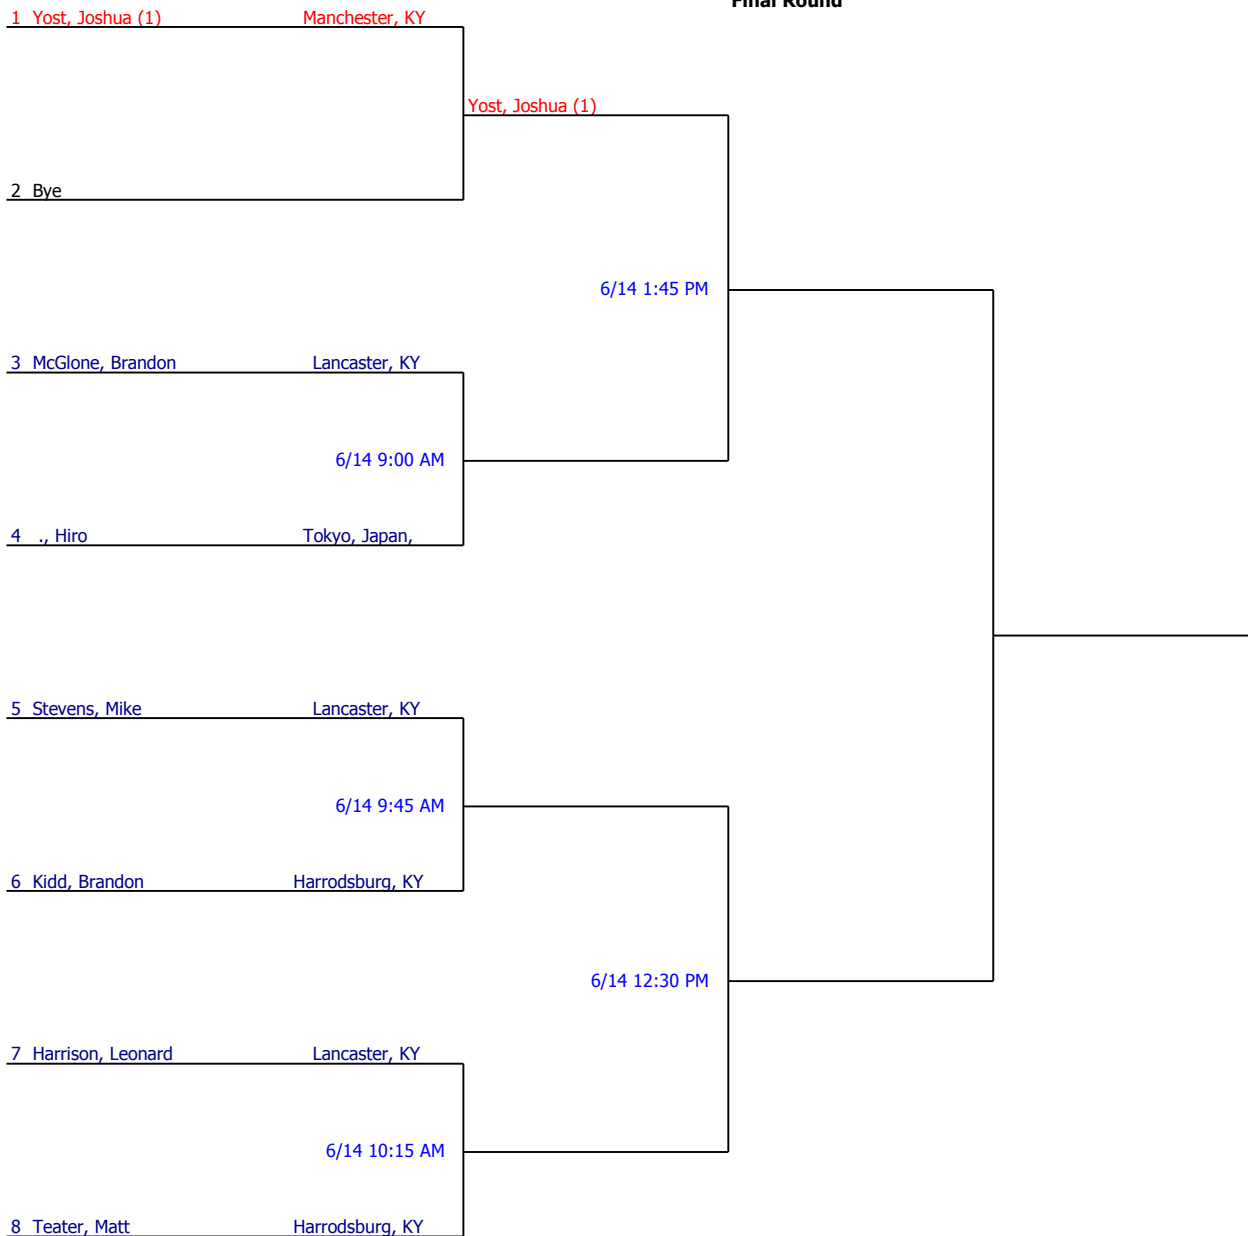 Final Round
1 Yost, Joshua (1) Manchester, KY
Yost, Joshua (1)
2 Bye
6/14 1:45 PM
3 McGlone, Brandon Lancaster, KY
6/14 9:00 AM
4 ., Hiro Tokyo, Japan,
5 Stevens, Mike Lancaster, KY
6/14 9:45 AM
6 Kidd, Brandon Harrodsburg, KY
6/14 12:30 PM
7 Harrison, Leonard Lancaster, KY
6/14 10:15 AM
8 Teater, Matt Harrodsburg, KY